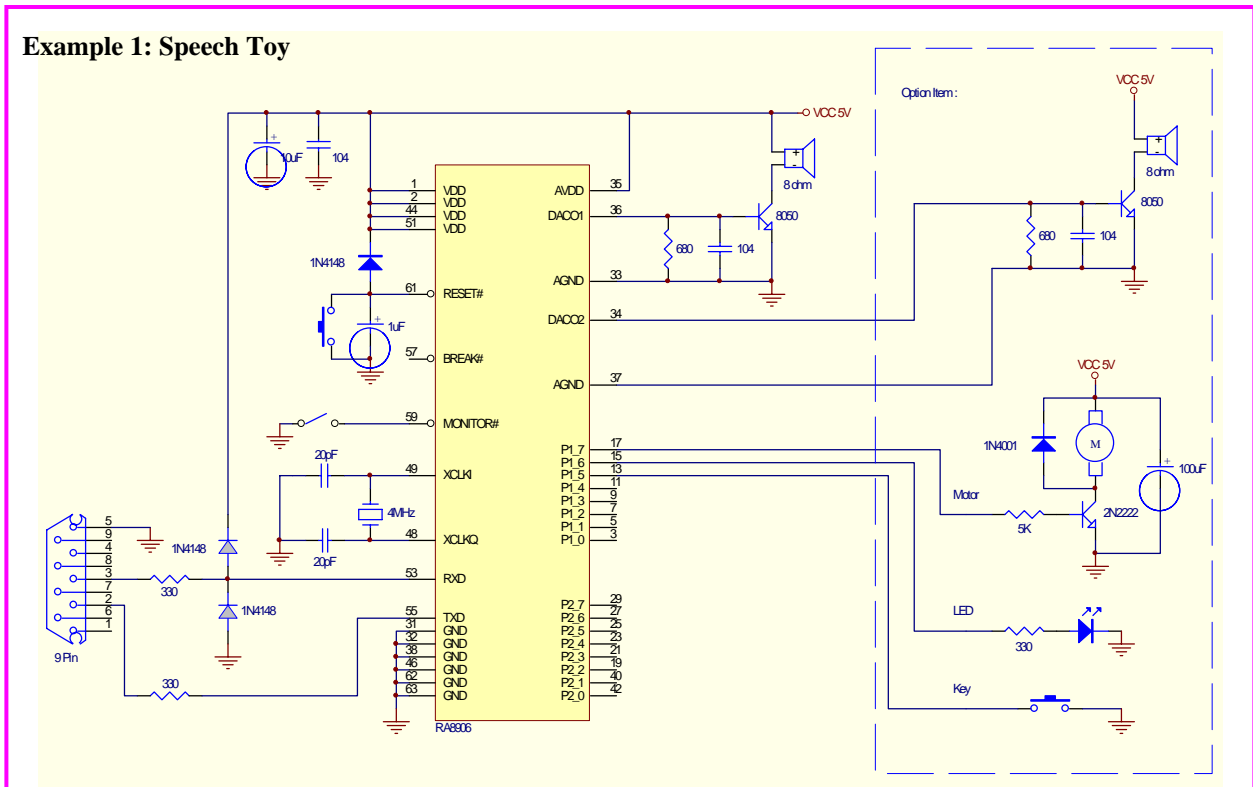 Example 1: Speech Toy
Option Item :
VCC 5V
VCC 5V
+
10uF
104
+
-
8 ohm
+
-
8 ohm
1 VDD
2 VDD
44 VDD
51 VDD
AVDD 35
DACO1 36
8050
680
104
8050
680
104
1N4148
AGND 33
61 RESET#
DACO2 34
+
1uF
57 BREAK#
AGND 37
VCC 5V
59 MONITOR#
1N4001
M
+
100uF
20pF
49 XCLKI
4MHz
48 XCLKQ
20pF
P1_7 17
P1_6 15
P1_5 13
P1_4 11
P1_3 9
P1_2 7
P1_1 5
P1_0 3
Motor
5K
2N2222
5
9
4
8
3
7
2
6
1
9 Pin
1N4148
330
53 RXD
1N4148
55 TXD
31 GND
32 GND
38 GND
46 GND
62 GND
63 GND
330
P2_7 29
P2_6 27
P2_5 25
P2_4 23
P2_3 21
P2_2 19
P2_1 40
P2_0 42
LED
330
Key
RA8906